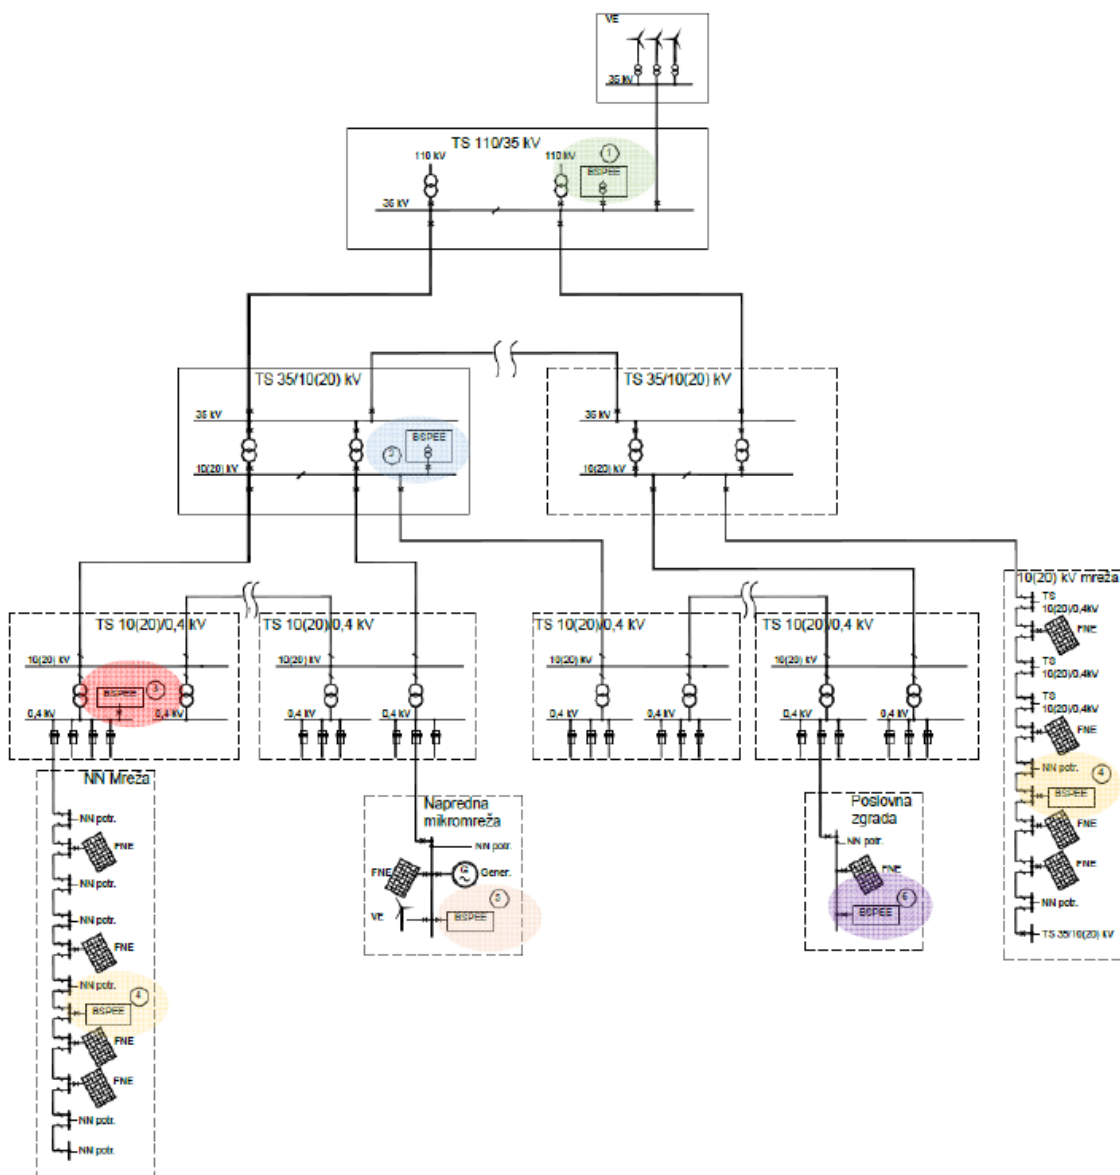 VE
35 kV
TS 110/35 kV
110 kV
110 kV
1
BSPEE
35 kV
TS 35/10(20) kV
35 kV
BSPEE
2
10(20) kV
TS 35/10(20) kV
35 kV
10(20) kV
TS 10(20)/0,4 kV
10(20) kV
BSPEE
3
0,4 kV
0,4 kV
TS 10(20)/0,4 kV
10(20) kV
0,4 kV
0,4 kV
TS 10(20)/0,4 kV
10(20) kV
0,4 kV
0,4 kV
TS 10(20)/0,4 kV
10(20) kV
0,4 kV
0,4 kV
10(20) kV mreža
TS
10(20)/0,4kV
FNE
TS
10(20)/0,4kV
TS
10(20)/0,4kV
FNE
NN potr.
4
BSPEE
FNE
FNE
NN potr.
TS 35/10(20) kV
NN Mreža
NN potr.
FNE
NN potr.
NN potr.
FNE
NN potr.
4
BSPEE
FNE
FNE
NN potr.
NN potr.
Napredna
mikromreža
NN potr.
FNE
G
Gener.
VE
BSPEE
5
Poslovna
zgrada
NN potr.
FNE
BSPEE
6